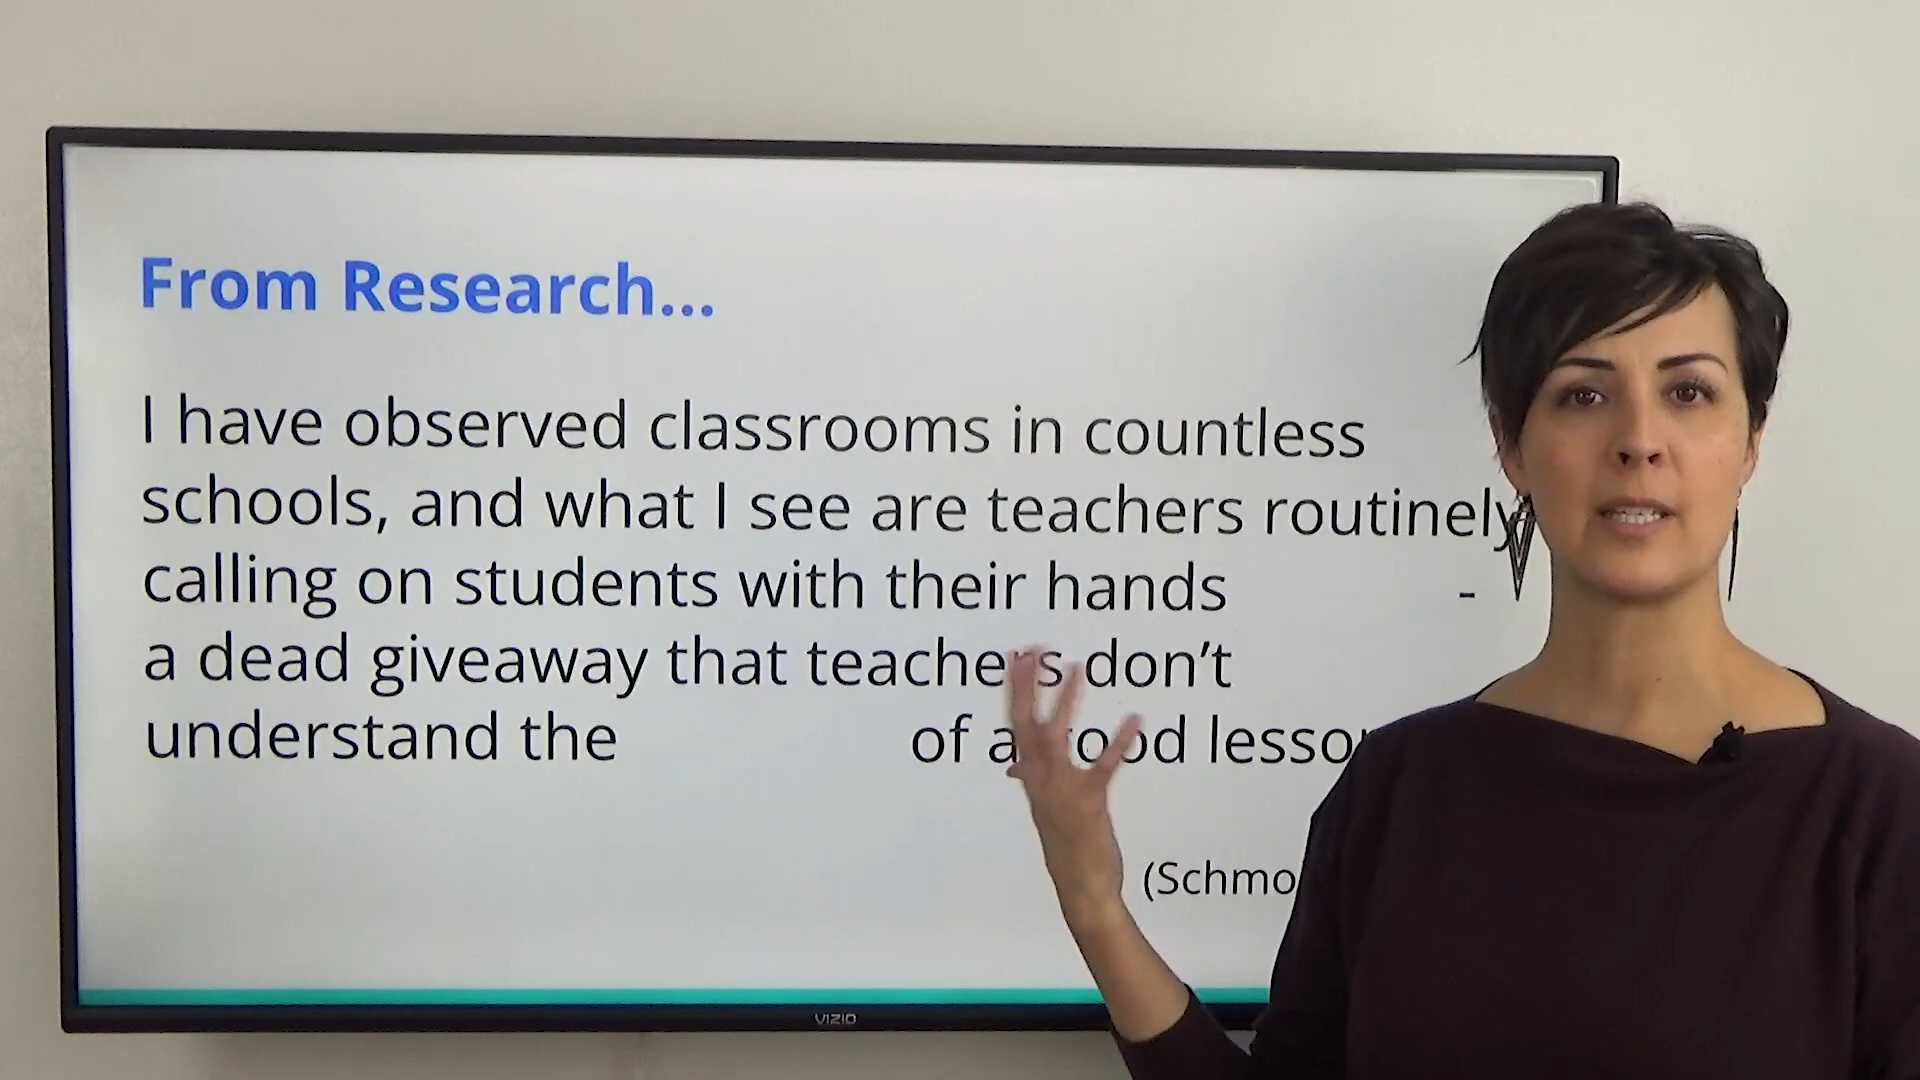 From Research...
I have observed classrooms in countless
schools, and what I see are teachers routinely
calling on students with their hands -
a dead giveaway that teachers don't
understand the of a good lesson
(Schmo
VIZIO